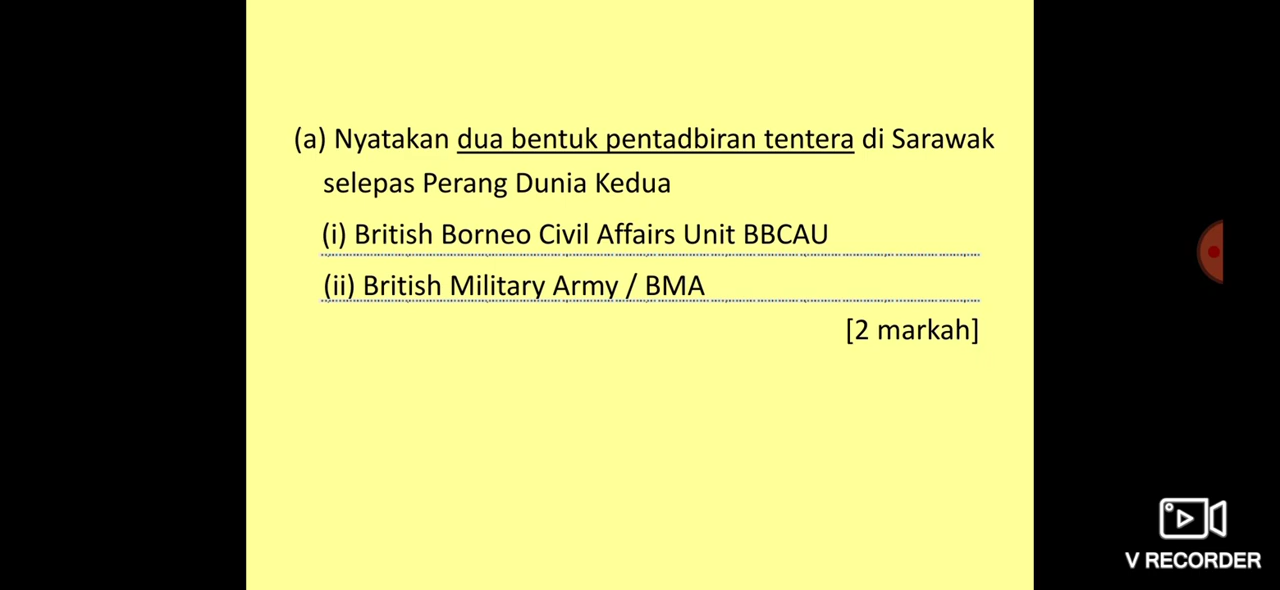 (a) Nyatakan dua bentuk pentadbiran tentera di Sarawak
selepas Perang Dunia Kedua
(i) British Borneo Civil Affairs Unit BBCAU
(ii) British Military Army / BMA
[2 markah]
V RECORDER